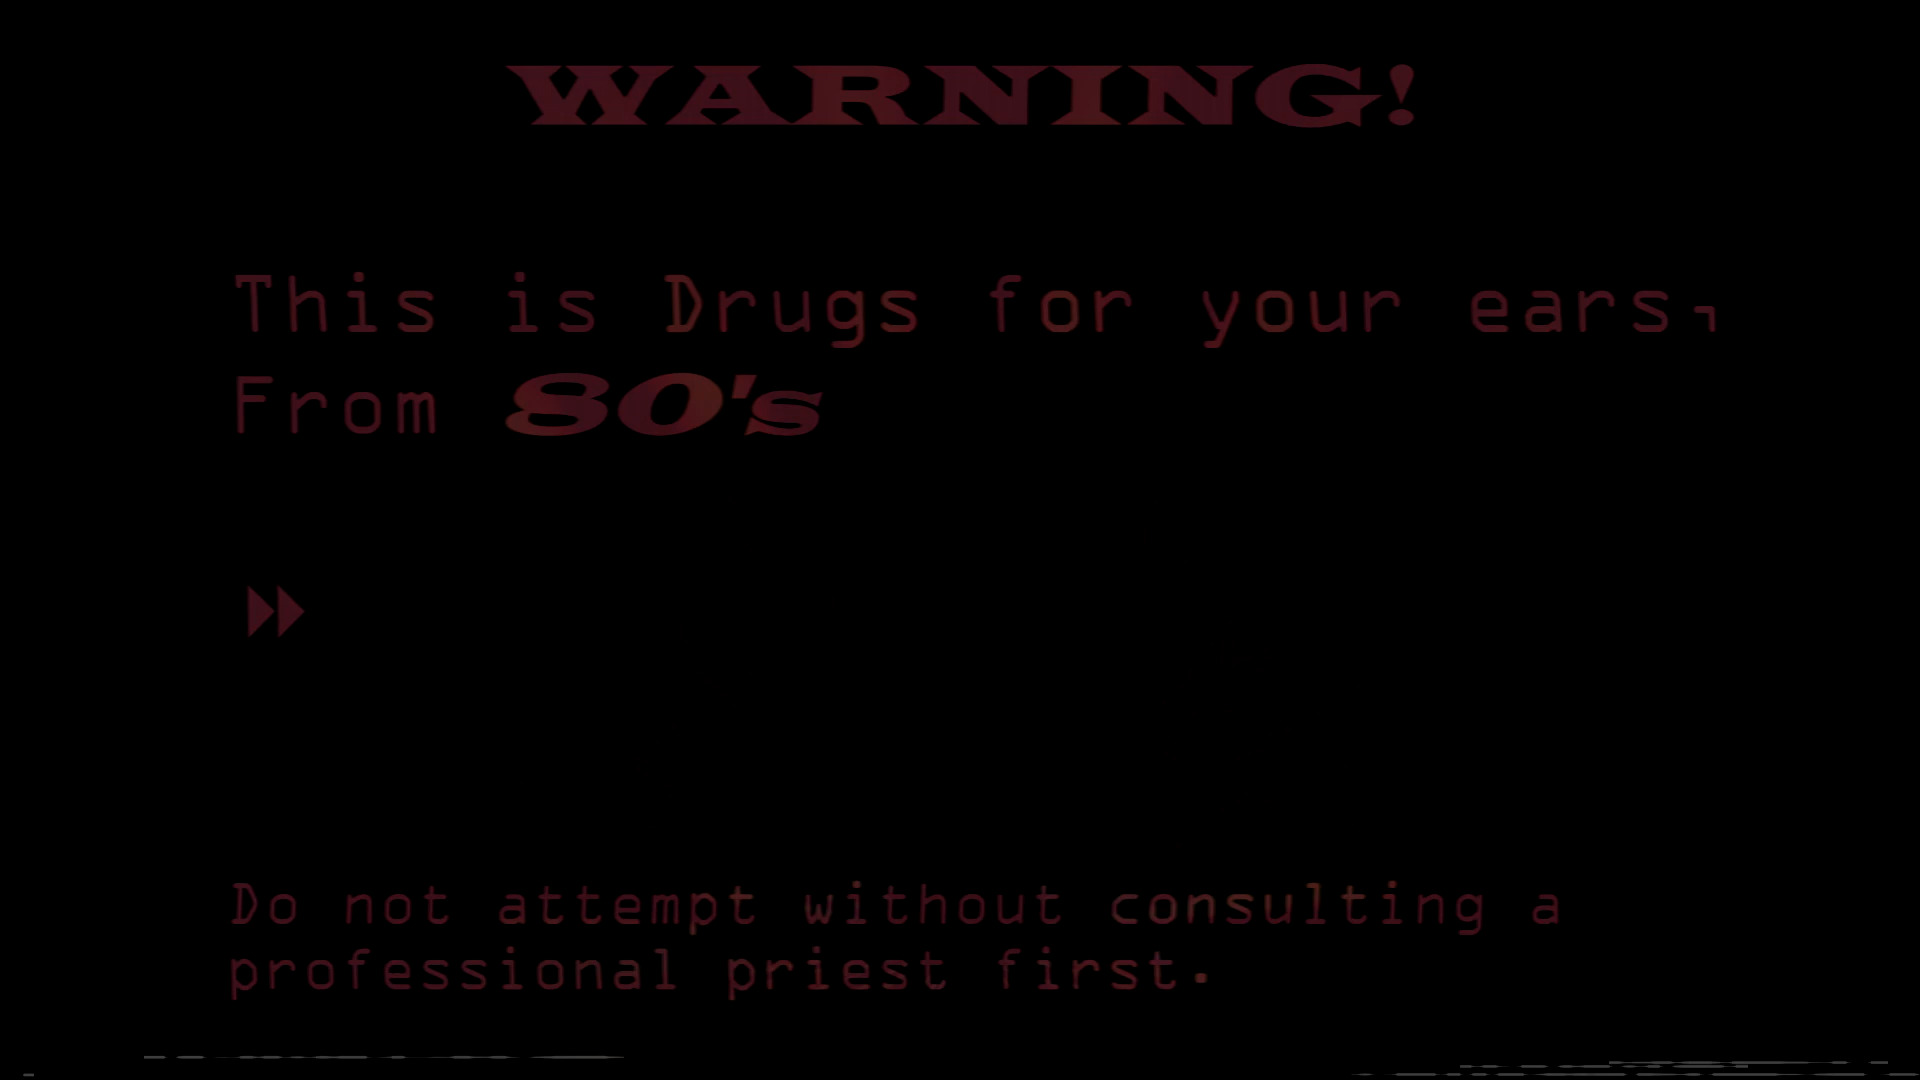 WARNING!
This is Drugs for your ears,
From 80's
Do not attempt without consulting a
professional priest first.